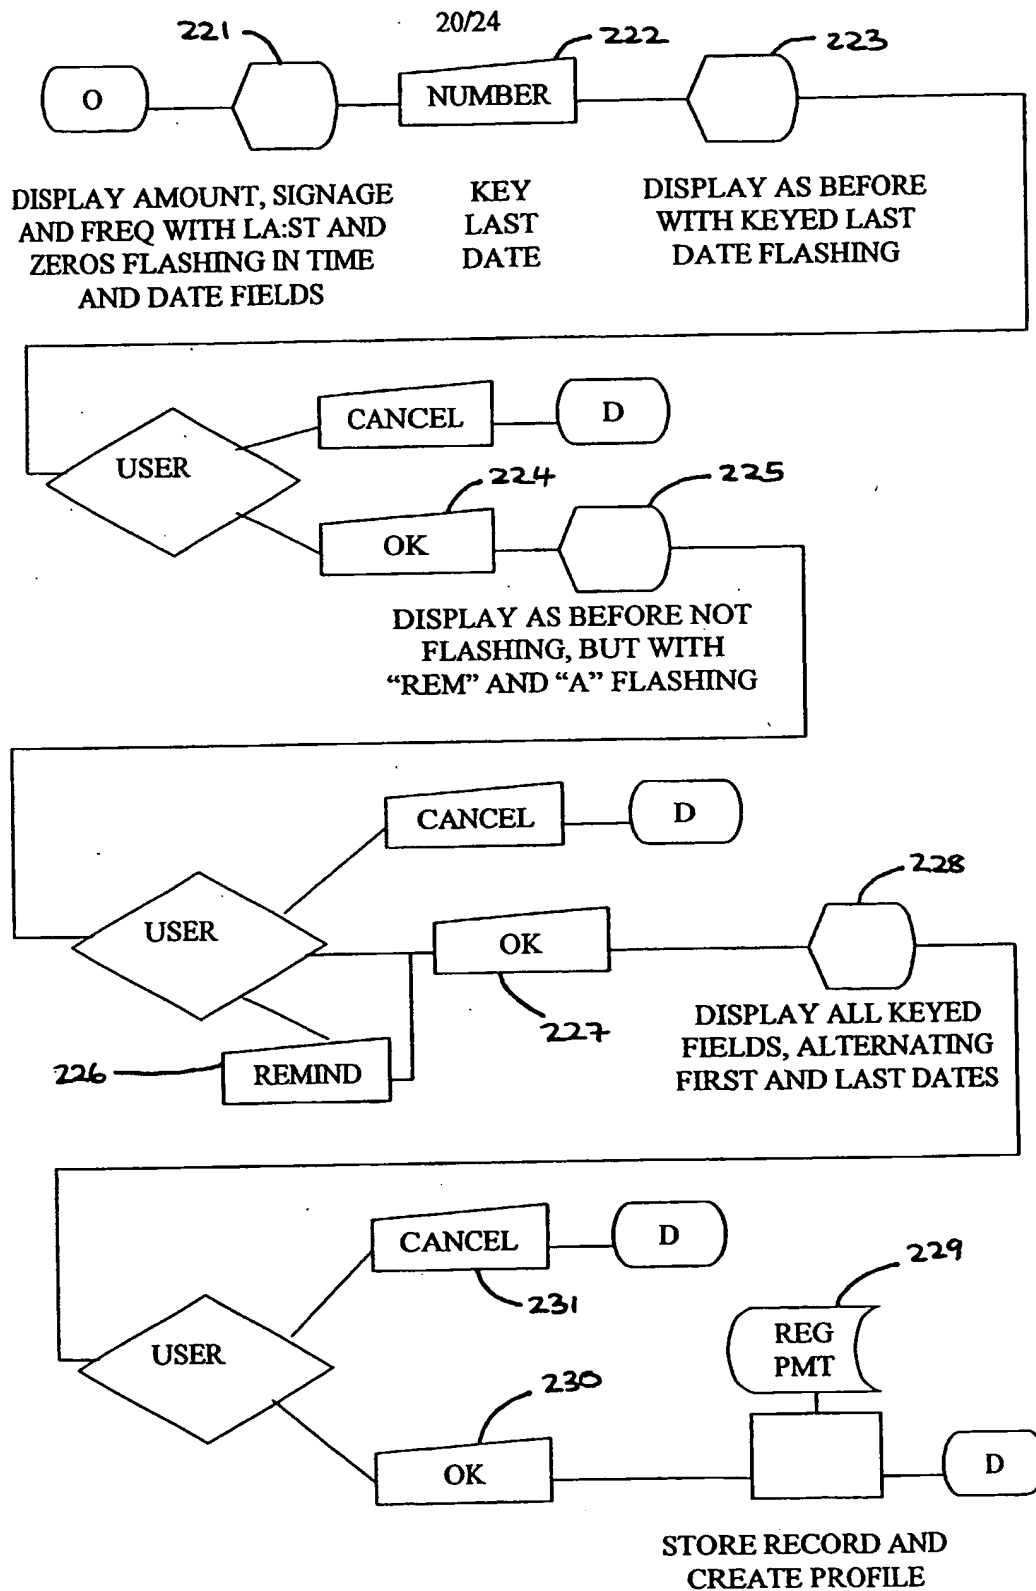 20/24
221
222
223
O
NUMBER
DISPLAY AMOUNT, SIGNAGE
AND FREQ WITH LA:ST AND
ZEROS FLASHING IN TIME
AND DATE FIELDS
KEY
LAST
DATE
DISPLAY AS BEFORE
WITH KEYED LAST
DATE FLASHING
CANCEL
D
USER
224
225
OK
DISPLAY AS BEFORE NOT
FLASHING, BUT WITH
“REM” AND “A” FLASHING
CANCEL
D
228
USER
OK
227
226
REMIND
DISPLAY ALL KEYED
FIELDS, ALTERNATING
FIRST AND LAST DATES
CANCEL
D
231
229
REG
PMT
USER
230
OK
D
STORE RECORD AND
CREATE PROFILE